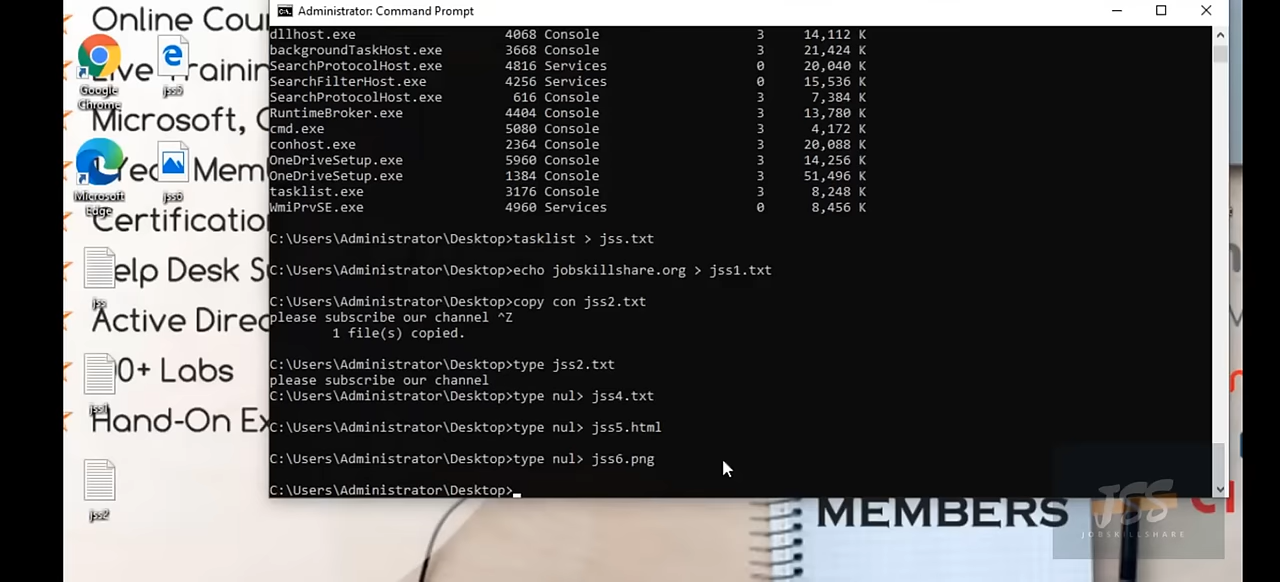 Administrator: Command Prompt
dllhost.exe 4068 Console 3 14,112 K
backgroundTaskHost.exe 3668 Console 3 21,424 K
SearchProtocolHost.exe 4816 Services 0 20,040 K
SearchFilterHost.exe 4256 Services 0 15,536 K
SearchProtocolHost.exe 616 Console 3 7,384 K
RuntimeBroker.exe 4404 Console 3 13,780 K
cmd.exe 5080 Console 3 4,172 K
conhost.exe 2364 Console 3 20,088 K
OneDriveSetup.exe 5960 Console 3 14,256 K
OneDriveSetup.exe 1384 Console 3 51,496 K
tasklist.exe 3176 Console 3 8,248 K
WmiPrvSE.exe 4960 Services 0 8,456 K
C:\Users\Administrator\Desktop>tasklist > jss.txt
C:\Users\Administrator\Desktop>echo jobskillshare.org > jss1.txt
C:\Users\Administrator\Desktop>copy con jss2.txt
please subscribe our channel ^Z
1 file(s) copied.
C:\Users\Administrator\Desktop>type jss2.txt
please subscribe our channel
C:\Users\Administrator\Desktop>type nul> jss4.txt
C:\Users\Administrator\Desktop>type nul> jss5.html
C:\Users\Administrator\Desktop>type nul> jss6.png
C:\Users\Administrator\Desktop>
Online Cou
Google Chrome
jss5
Live Trainin
Microsoft, C
Microsoft Edge
jss6
Year Mem
Certification
Help Desk S
jss
Active Direc
0+ Labs
jss1
Hand-On Ex
jss2
MEMBERS
JSS
JOBSKILLSHARE